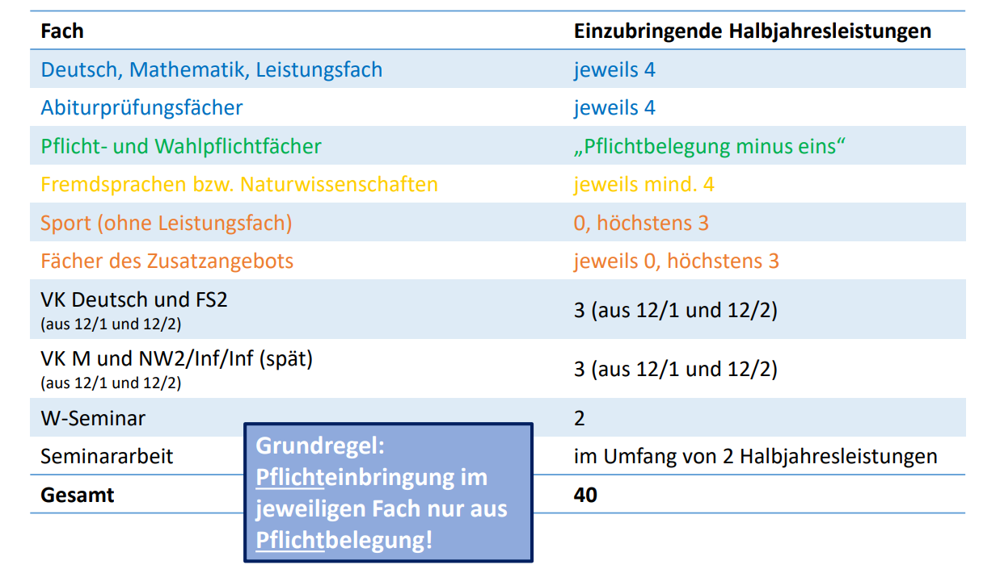 Fach Einzubringende Halbjahresleistungen
Deutsch, Mathematik, Leistungsfach jeweils 4
Abiturprüfungsfächer jeweils 4
Pflicht- und Wahlpflichtfächer „Pflichtbelegung minus eins“
Fremdsprachen bzw. Naturwissenschaften jeweils mind. 4
Sport (ohne Leistungsfach) 0, höchstens 3
Fächer des Zusatzangebots jeweils 0, höchstens 3
VK Deutsch und FS2
(aus 12/1 und 12/2)
3 (aus 12/1 und 12/2)
VK M und NW2/Inf/Inf (spät)
(aus 12/1 und 12/2)
3 (aus 12/1 und 12/2)
W-Seminar 2
Seminararbeit im Umfang von 2 Halbjahresleistungen
Gesamt 40
Grundregel:
Pflichteinbringung im
jeweiligen Fach nur aus
Pflichtbelegung!